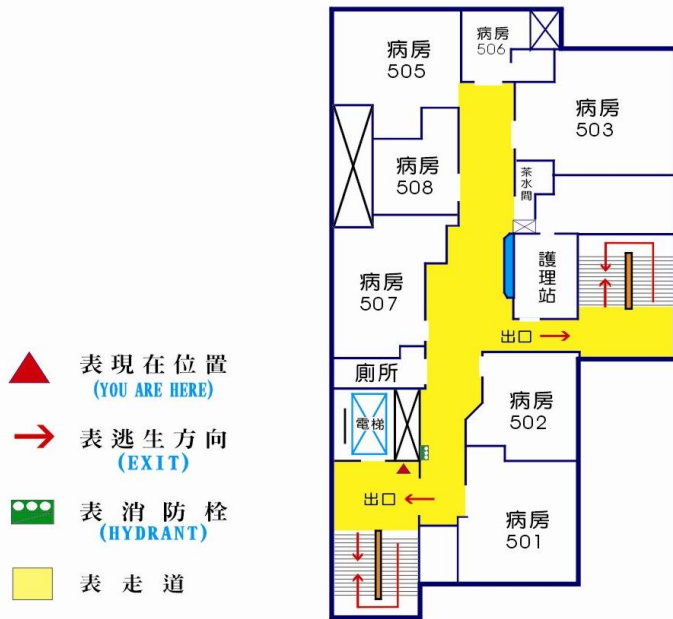 病房
505
病房
506
病房
503
病房
508
茶水間
病房
507
護理站
出口
廁所
病房
502
電梯
出口
病房
501
表現在位置
(YOU ARE HERE)
表逃生方向
(EXIT)
表消防栓
(HYDRANT)
表走道